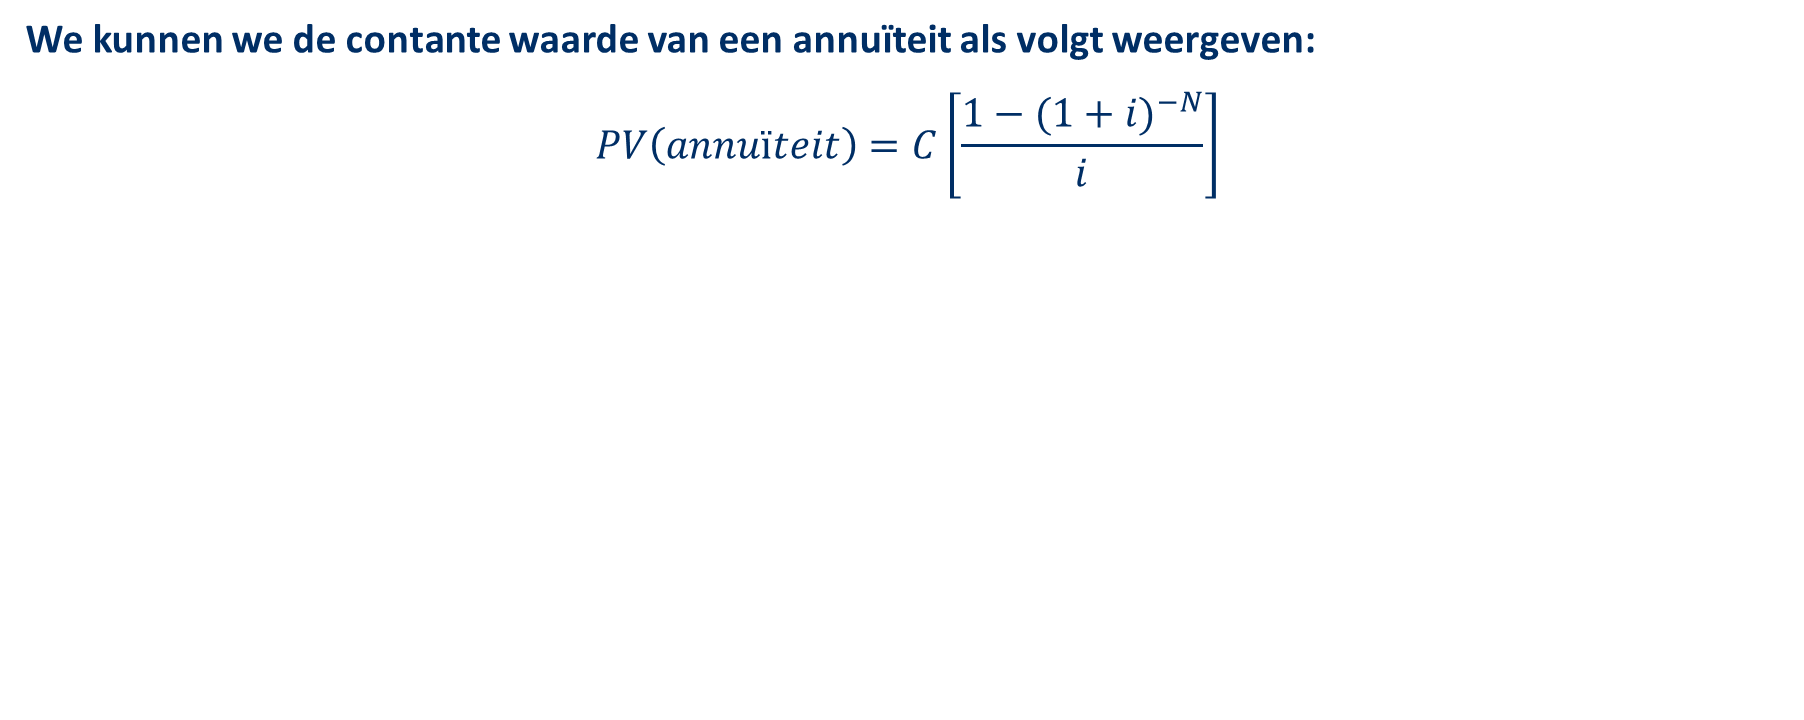 We kunnen we de contante waarde van een annuïteit als volgt weergeven:
PV(annuïteit) = C [ (1 − (1 + i)^{−N}) / i ]